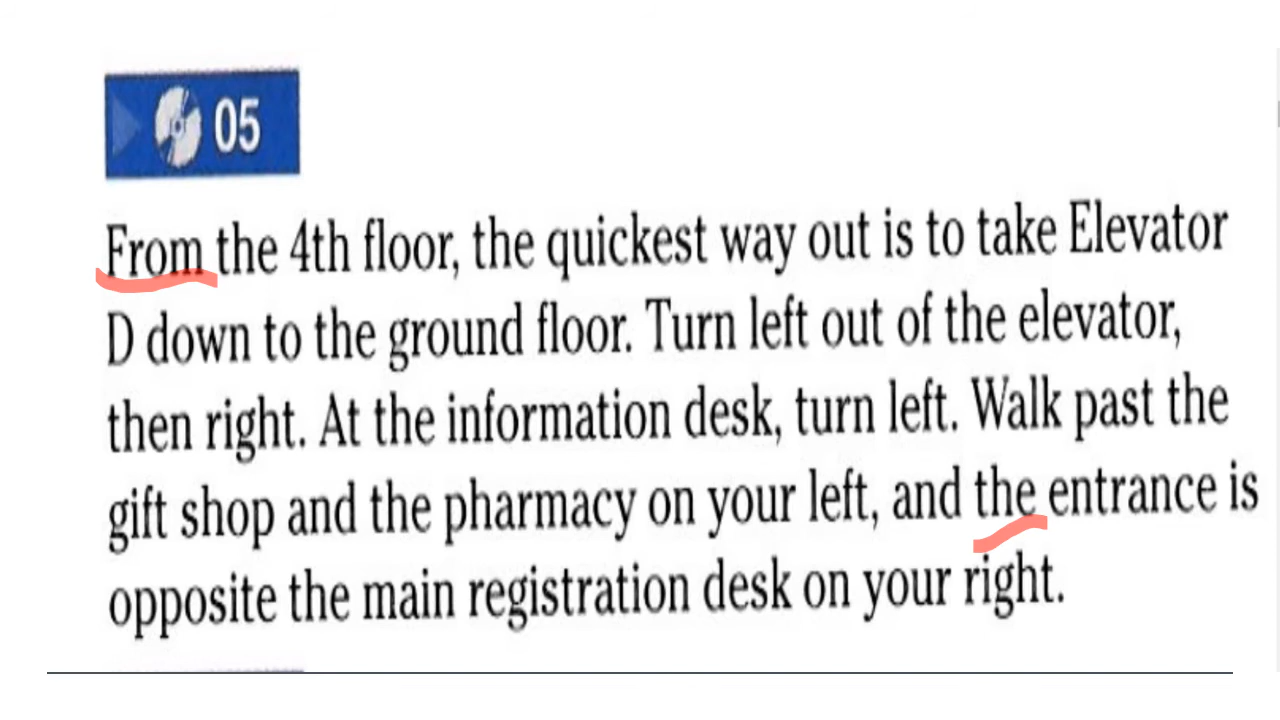 05
From the 4th floor, the quickest way out is to take Elevator
D down to the ground floor. Turn left out of the elevator,
then right. At the information desk, turn left. Walk past the
gift shop and the pharmacy on your left, and the entrance is
opposite the main registration desk on your right.